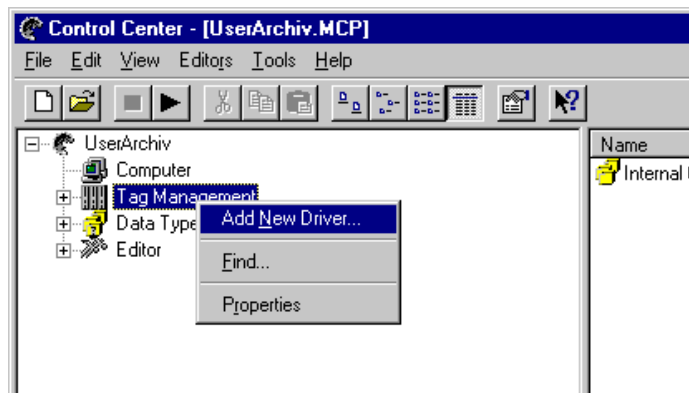 Control Center - [UserArchiv.MCP]
File Edit View Editors Tools Help
UserArchiv
Computer
Tag Management
Data Type
Editor
Add New Driver...
Find...
Properties
Name
Internal